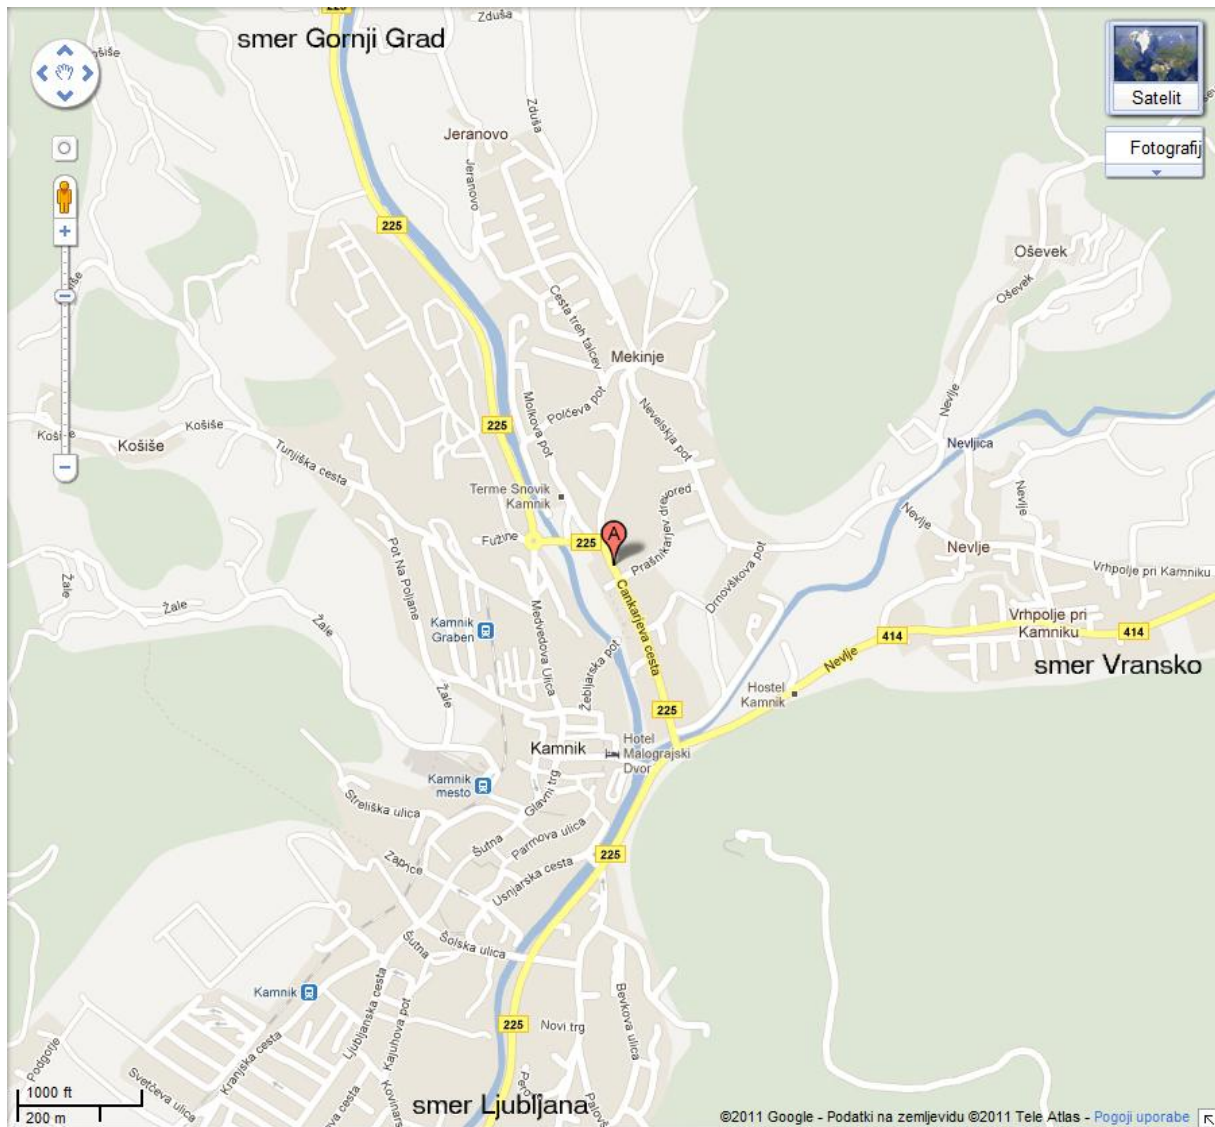 225
Zduša
smer Gornji Grad
Košiše
Satelit
Zduša
Jeranovo
Fotografij
Jeranovo
225
Oševek
Oševek
Cesta treh talcev
Mekinje
Molkova pot
Polčeva pot
Nevelskja pot
Nevlje
225
Košiše
Košiše
Tunjiška cesta
Nevljica
Terme Snovik
Kamnik
Prašnikarjev drevored
Nevlje
Fužine
225
A
Nevlje
Pot Na Poljane
Drnovškova pot
Vrhpolje pri Kamniku
Žale
Žale
Žale
Cankarjeva cesta
Medvedova Ulica
Vrhpolje pri
Kamniku
Kamnik
Graben
414
414
Nevlje
smer Vransko
Žebljarska pot
Žale
Hostel
Kamnik
225
Kamnik
Hotel
Malograjski
Dvor
Kamnik
mesto
Glavni trg
Streliška ulica
Šutna
Parmova ulica
225
Zaprice
Usnjarska cesta
Šutna
Šolska ulica
Kamnik
Ljubljanska cesta
Kajuhova pot
Bevkova ulica
225
Novi trg
Podgorje
Kranjska cesta
Svetčeva ulica
1000 ft
200 m
smer Ljubljana
©2011 Google - Podatki na zemljevidu ©2011 Tele Atlas - Pogoji uporabe